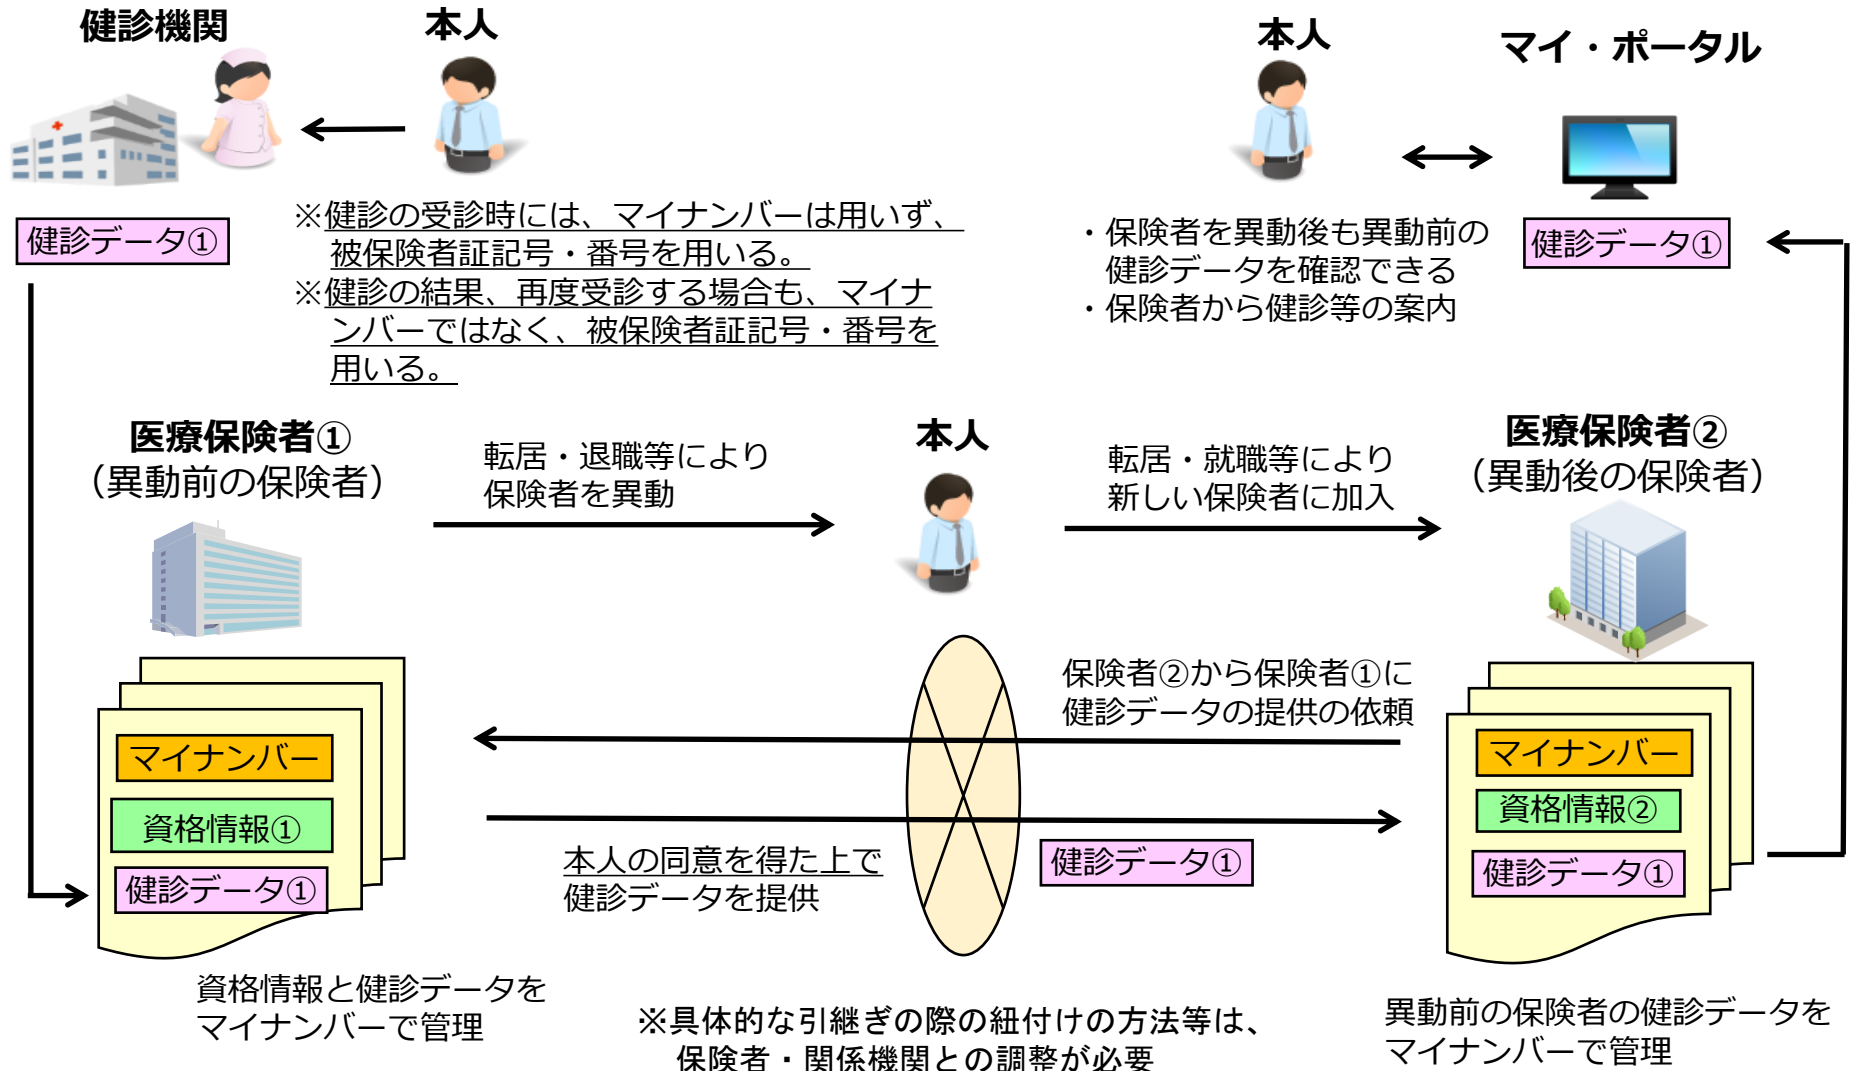 健診機関
本人
健診データ①
※健診の受診時には、マイナンバーは用いず、
被保険者証記号・番号を用いる。
※健診の結果、再度受診する場合も、マイナ
ンバーではなく、被保険者証記号・番号を
用いる。
本人
マイ・ポータル
・保険者を異動後も異動前の
健診データを確認できる
・保険者から健診等の案内
健診データ①
医療保険者①
（異動前の保険者）
転居・退職等により
保険者を異動
本人
転居・就職等により
新しい保険者に加入
医療保険者②
（異動後の保険者）
マイナンバー
資格情報①
健診データ①
保険者②から保険者①に
健診データの提供の依頼
本人の同意を得た上で
健診データを提供
健診データ①
マイナンバー
資格情報②
健診データ①
資格情報と健診データを
マイナンバーで管理
※具体的な引継ぎの際の紐付けの方法等は、
保険者・関係機関との調整が必要
異動前の保険者の健診データを
マイナンバーで管理